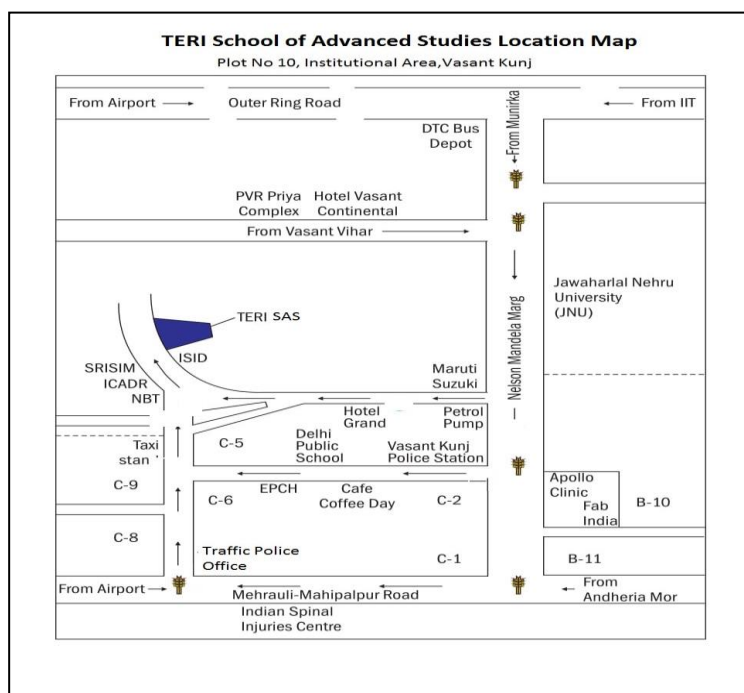 TERI School of Advanced Studies Location Map
Plot No 10, Institutional Area,Vasant Kunj
From Airport
Outer Ring Road
From Munirka
From IIT
DTC Bus
Depot
PVR Priya
Complex
Hotel Vasant
Continental
From Vasant Vihar
Nelson Mandela Marg
Jawaharlal Nehru
University
(JNU)
TERI SAS
ISID
SRISIM
ICADR
NBT
Maruti
Suzuki
Hotel
Grand
Petrol
Pump
Taxi
stan
C-5
Delhi
Public
School
Vasant Kunj
Police Station
C-9
C-6
EPCH
Cafe
Coffee Day
C-2
Apollo
Clinic
Fab
India
B-10
C-8
Traffic Police
Office
C-1
B-11
From Airport
Mehrauli-Mahipalpur Road
From
Andheria Mor
Indian Spinal
Injuries Centre